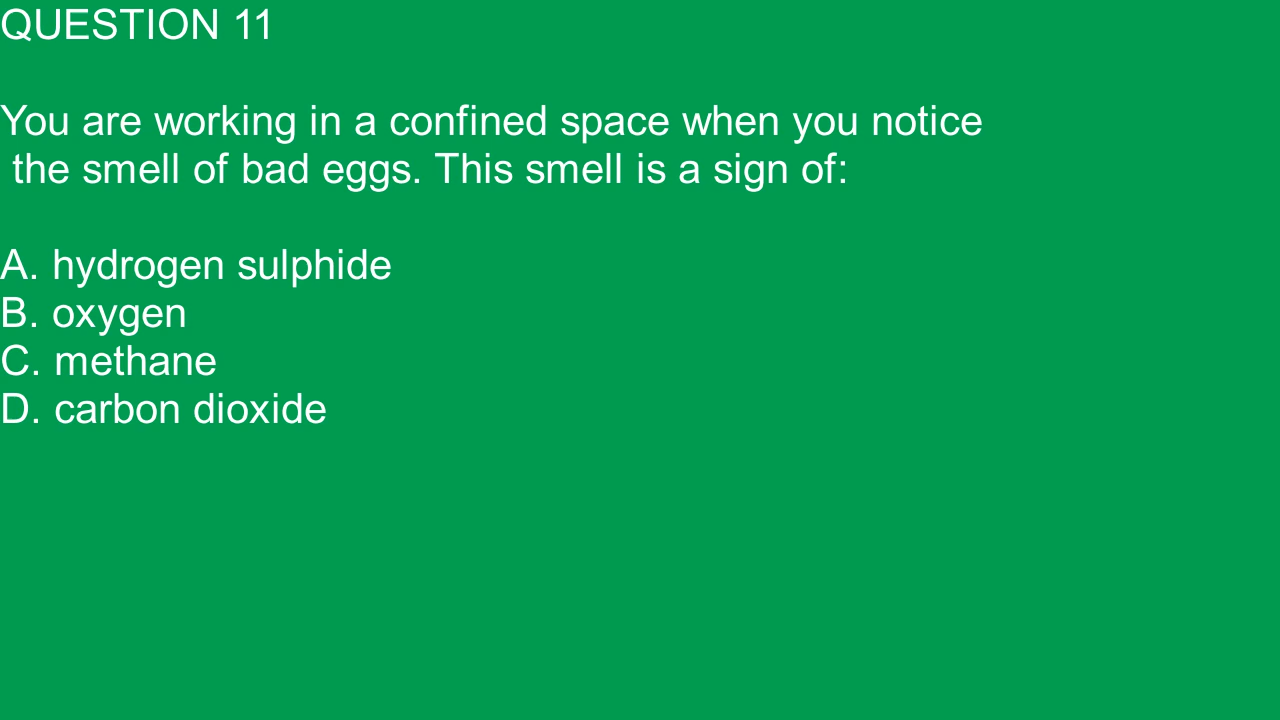 QUESTION 11
You are working in a confined space when you notice
the smell of bad eggs. This smell is a sign of:
A. hydrogen sulphide
B. oxygen
C. methane
D. carbon dioxide